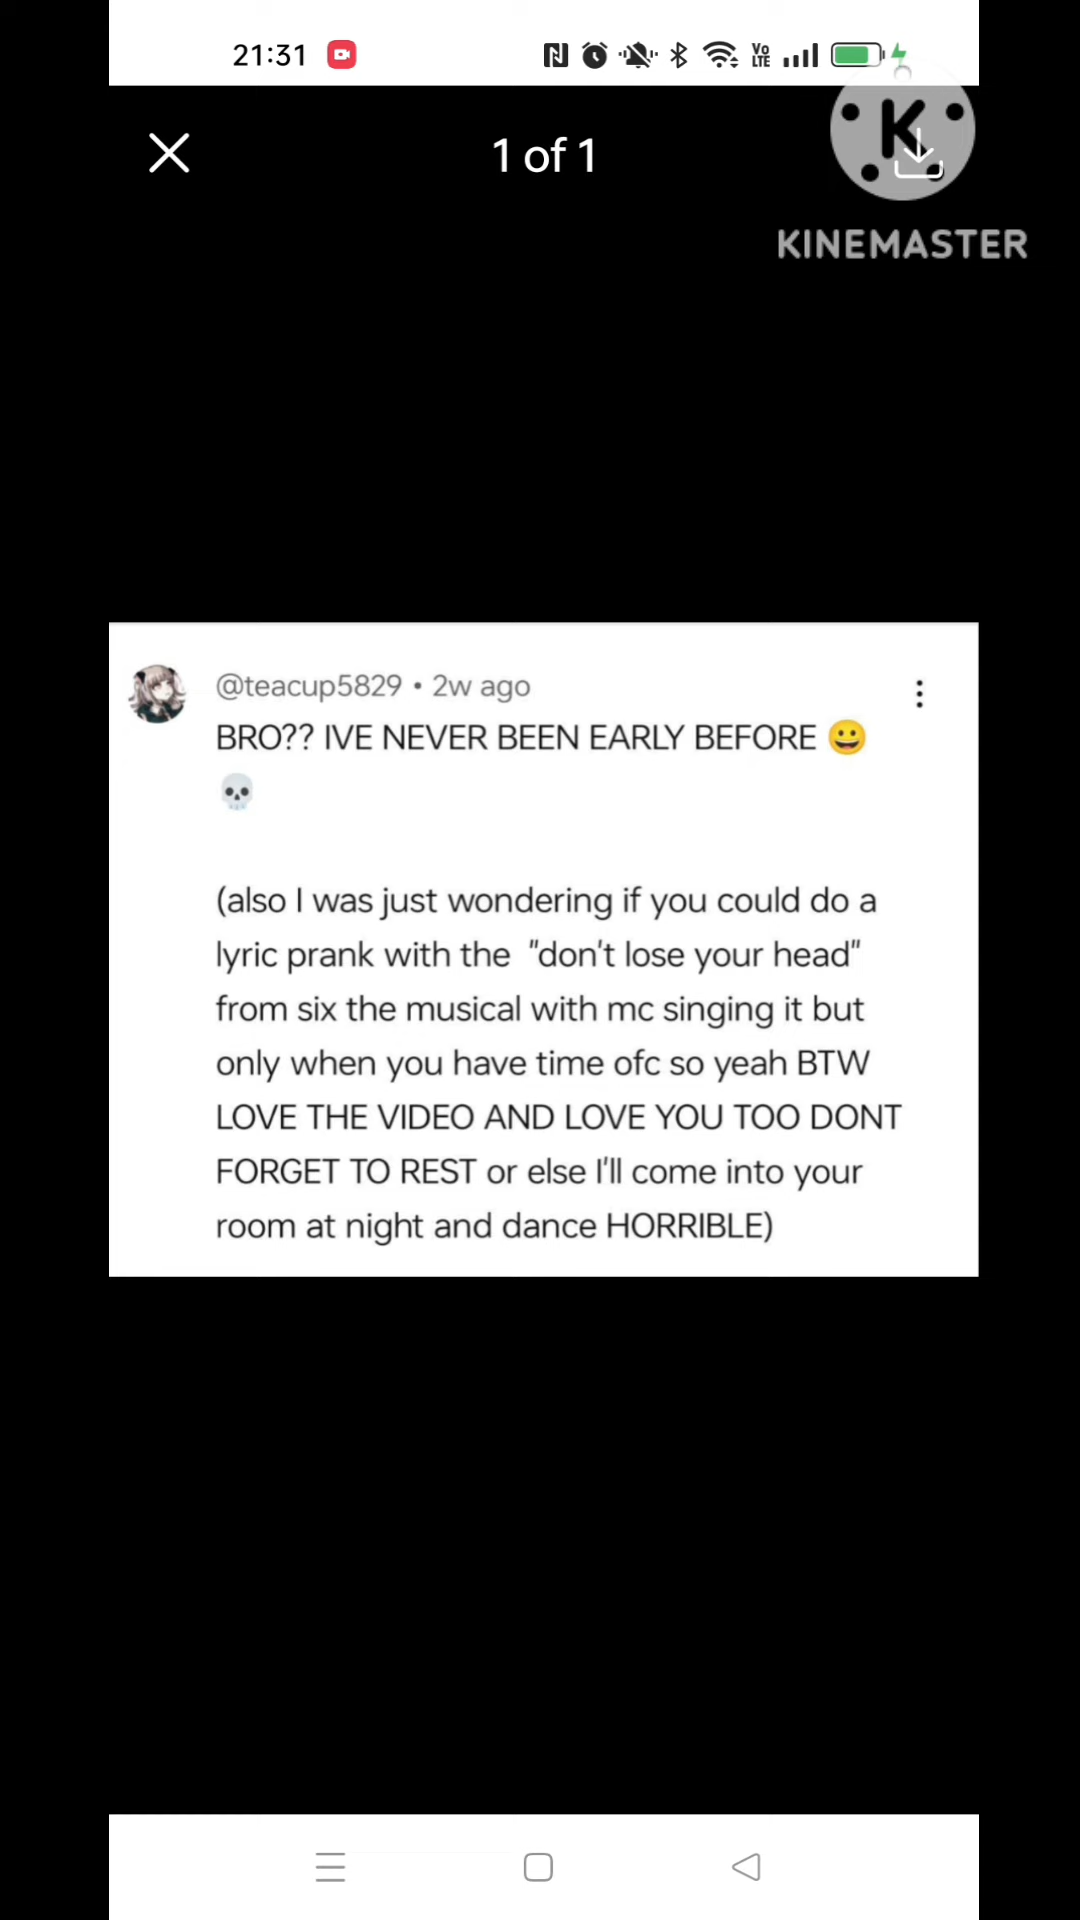 21:31
Vo
LTE
1 of 1
K
KINEMASTER
@teacup5829 • 2w ago
BRO?? IVE NEVER BEEN EARLY BEFORE 😀
💀
(also I was just wondering if you could do a
lyric prank with the "don't lose your head"
from six the musical with mc singing it but
only when you have time ofc so yeah BTW
LOVE THE VIDEO AND LOVE YOU TOO DONT
FORGET TO REST or else I'll come into your
room at night and dance HORRIBLE)